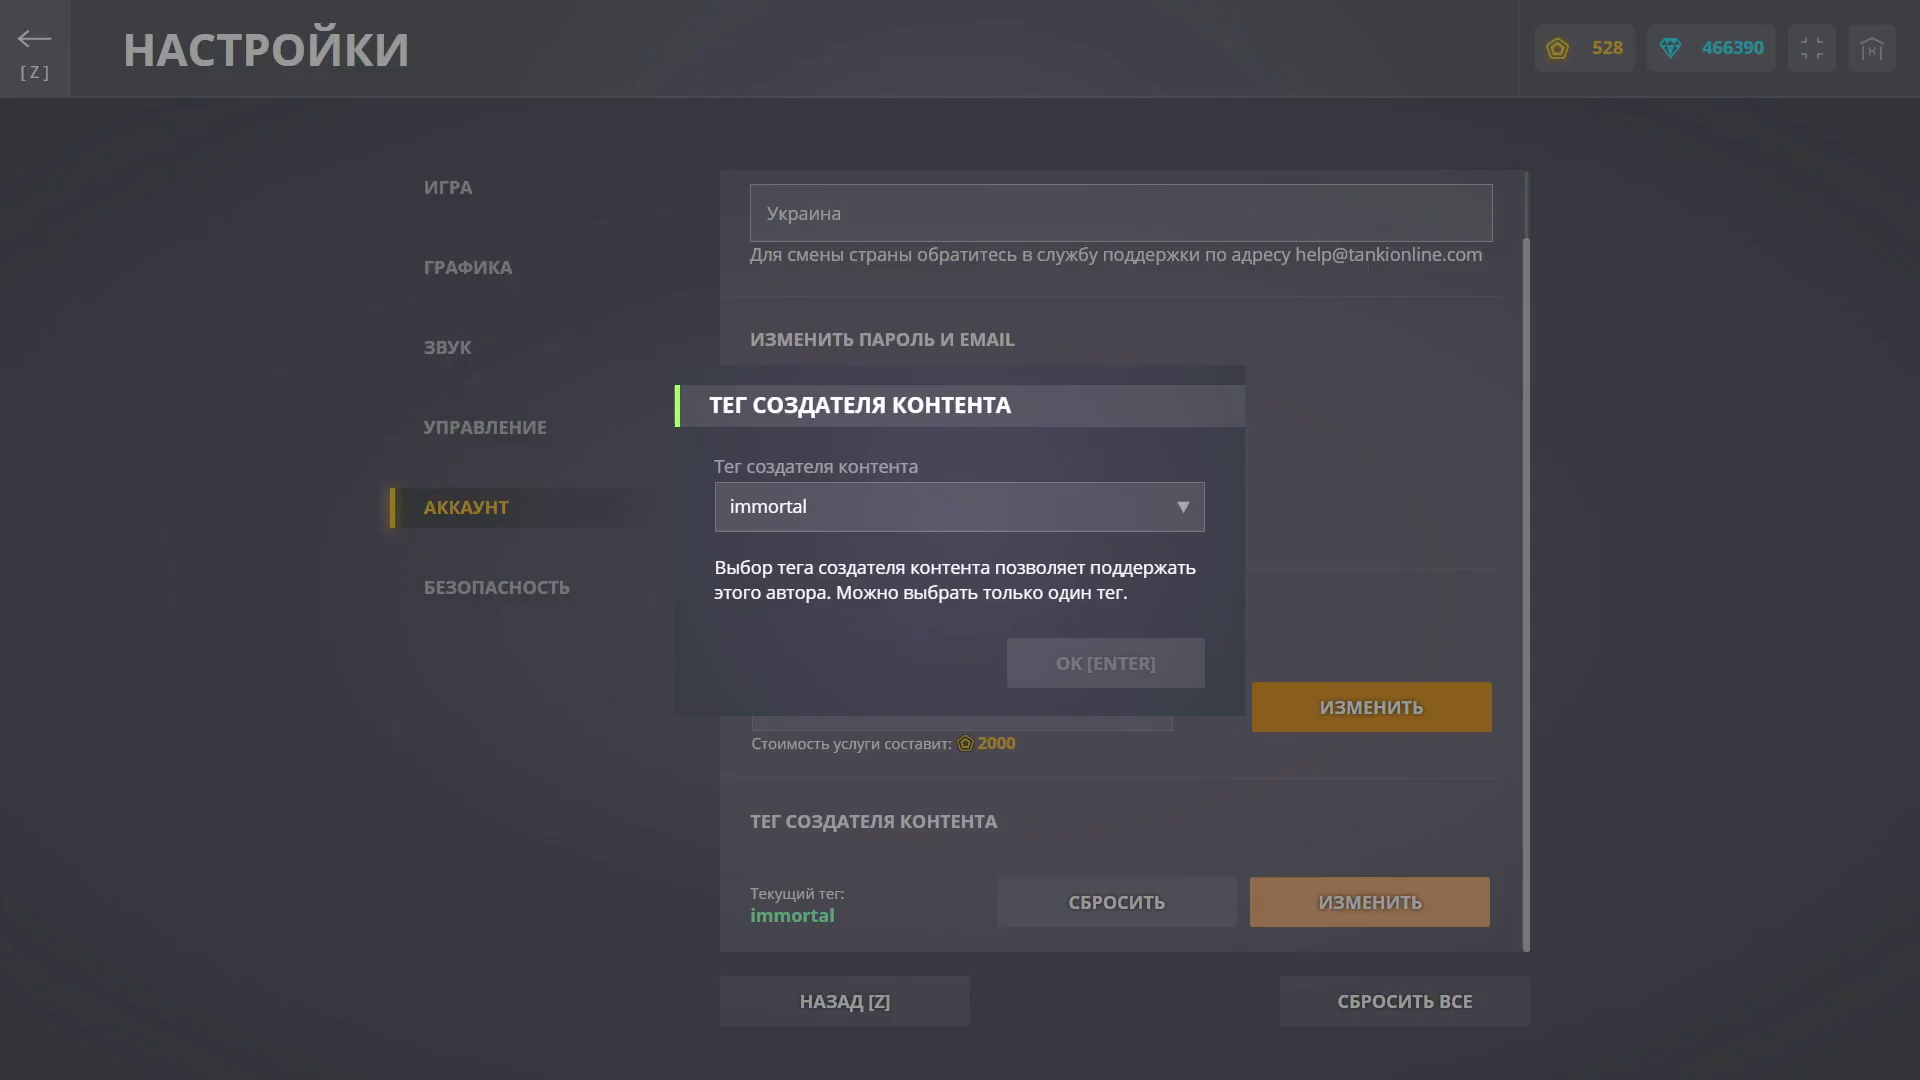 НАСТРОЙКИ
[Z]
528
466390
[H]
ИГРА
ГРАФИКА
ЗВУК
УПРАВЛЕНИЕ
АККАУНТ
БЕЗОПАСНОСТЬ
Украина
Для смены страны обратитесь в службу поддержки по адресу help@tankionline.com
ИЗМЕНИТЬ ПАРОЛЬ И EMAIL
ТЕГ СОЗДАТЕЛЯ КОНТЕНТА
Тег создателя контента
immortal
Выбор тега создателя контента позволяет поддержать
этого автора. Можно выбрать только один тег.
ОК [ENTER]
ИЗМЕНИТЬ
Стоимость услуги составит: 2000
ТЕГ СОЗДАТЕЛЯ КОНТЕНТА
Текущий тег:
immortal
СБРОСИТЬ
ИЗМЕНИТЬ
НАЗАД [Z]
СБРОСИТЬ ВСЕ